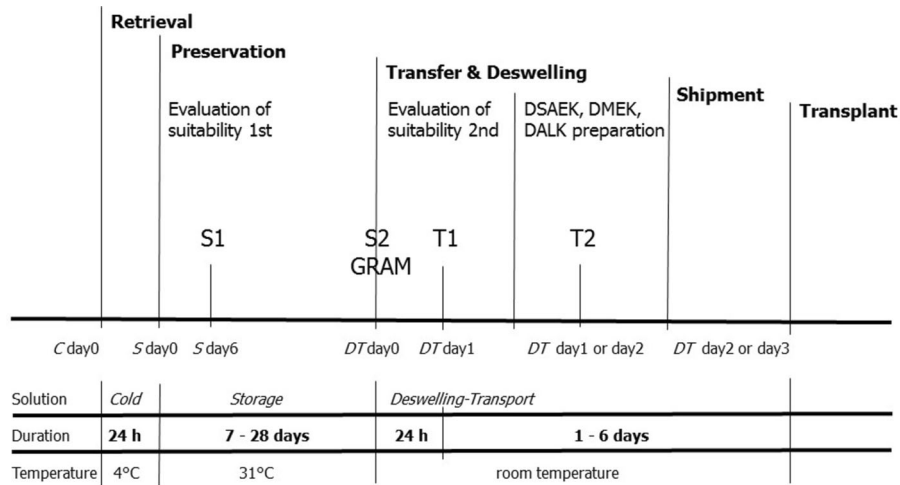 Retrieval
Preservation
Transfer & Deswelling
Shipment
Transplant
Evaluation of
suitability 1st
Evaluation of
suitability 2nd
DSAEK, DMEK,
DALK preparation
S1
S2
GRAM
T1
T2
C day0
S day0
S day6
DT day0
DT day1
DT day1 or day2
DT day2 or day3
Solution Cold Storage Deswelling-Transport
Duration 24 h 7 - 28 days 24 h 1 - 6 days
Temperature 4°C 31°C room temperature